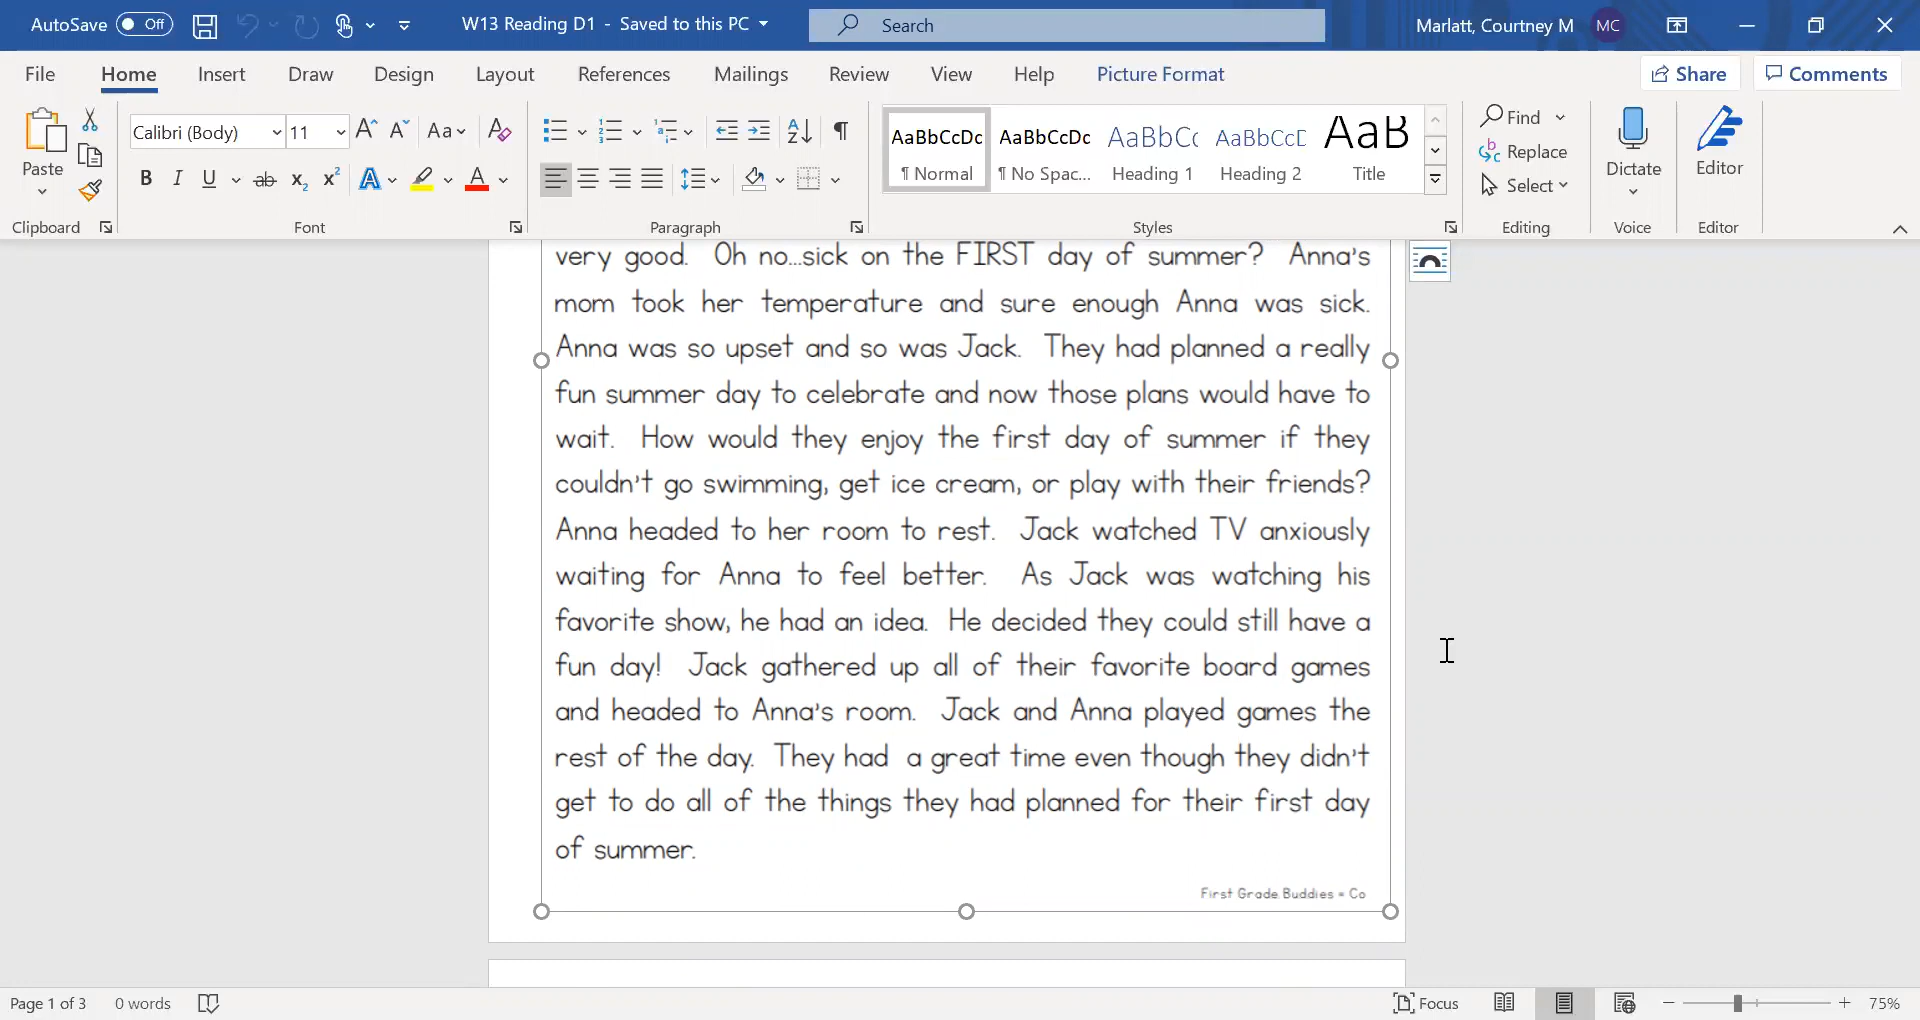 AutoSave Off W13 Reading D1 - Saved to this PC Search Marlatt, Courtney M MC
File Home Insert Draw Design Layout References Mailings Review View Help Picture Format Share Comments
Calibri (Body) 11 Aa
AaBbCcDc AaBbCcDc AaBbCc AaBbCcD AaB
¶ Normal ¶ No Spac... Heading 1 Heading 2 Title
Paste
Find
Replace
Select
Dictate
Editor
Clipboard Font Paragraph Styles Editing Voice Editor
very good. Oh no...sick on the FIRST day of summer? Anna's
mom took her temperature and sure enough Anna was sick.
Anna was so upset and so was Jack. They had planned a really
fun summer day to celebrate and now those plans would have to
wait. How would they enjoy the first day of summer if they
couldn't go swimming, get ice cream, or play with their friends?
Anna headed to her room to rest. Jack watched TV anxiously
waiting for Anna to feel better. As Jack was watching his
favorite show, he had an idea. He decided they could still have a
fun day! Jack gathered up all of their favorite board games
and headed to Anna's room. Jack and Anna played games the
rest of the day. They had a great time even though they didn't
get to do all of the things they had planned for their first day
of summer.
First Grade Buddies = Co
Page 1 of 3 0 words Focus 75%